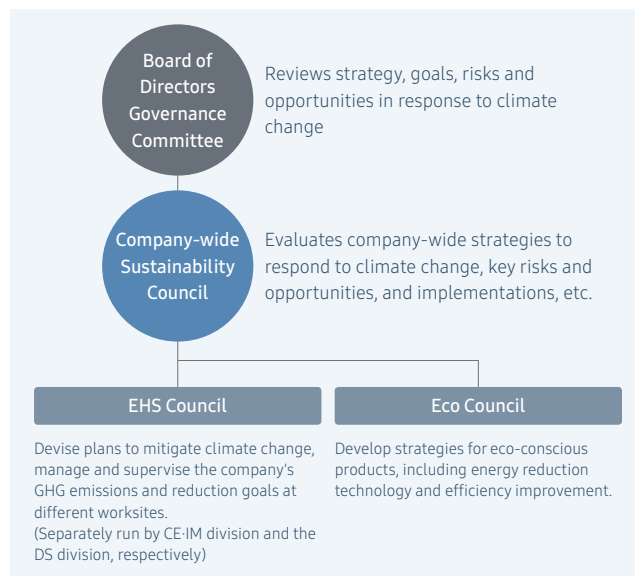 Board of
Directors
Governance
Committee
Reviews strategy, goals, risks and
opportunities in response to climate
change
Company-wide
Sustainability
Council
Evaluates company-wide strategies to
respond to climate change, key risks and
opportunities, and implementations, etc.
EHS Council
Devise plans to mitigate climate change,
manage and supervise the company's
GHG emissions and reduction goals at
different worksites.
(Separately run by CE·IM division and the
DS division, respectively)
Eco Council
Develop strategies for eco-conscious
products, including energy reduction
technology and efficiency improvement.